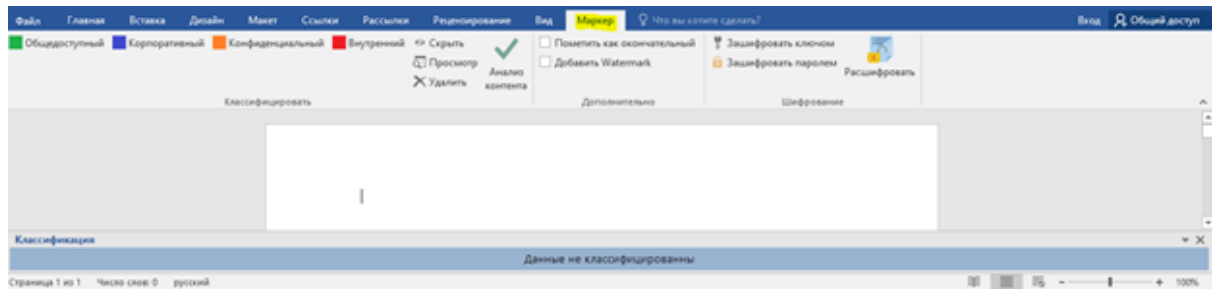 Файл Главная Вставка Дизайн Макет Ссылки Рассылки Рецензирование Вид Маркер Что вы хотите сделать? Вход Общий доступ
Общедоступный Корпоративный Конфиденциальный Внутренний Скрыть
Просмотр
Удалить
Анализ
контента
Классифицировать
Пометить как окончательный
Добавить Watermark
Дополнительно
Зашифровать ключом
Зашифровать паролем
Расшифровать
Шифрование
Классификация
Данные не классифицированны
Страница 1 из 1 Число слов: 0 русский 100%